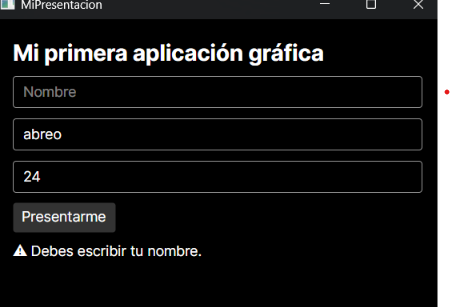 MiPresentacion
Mi primera aplicación gráfica
Nombre
abreo
24
Presentarme
⚠ Debes escribir tu nombre.